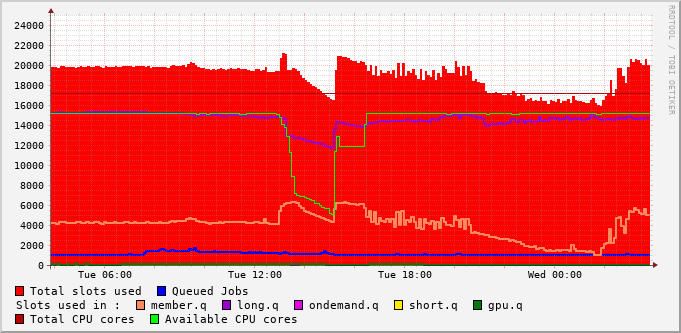 24000
22000
20000
18000
16000
14000
12000
10000
8000
6000
4000
2000
0
Tue 06:00 Tue 12:00 Tue 18:00 Wed 00:00
RRDTOOL / TOBI OETIKER
Total slots used Queued Jobs
Slots used in : member.q long.q ondemand.q short.q gpu.q
Total CPU cores Available CPU cores